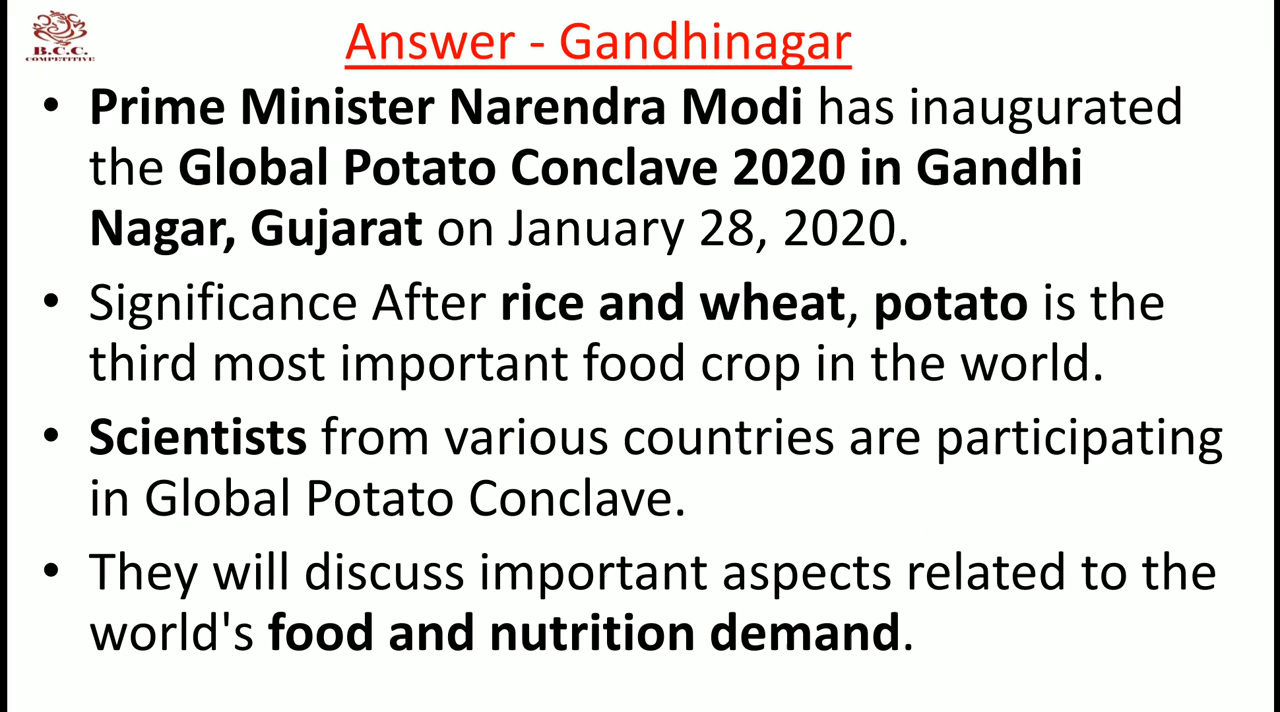 B.C.C.
COMPETITIVE
Answer - Gandhinagar
• Prime Minister Narendra Modi has inaugurated
the Global Potato Conclave 2020 in Gandhi
Nagar, Gujarat on January 28, 2020.
• Significance After rice and wheat, potato is the
third most important food crop in the world.
• Scientists from various countries are participating
in Global Potato Conclave.
• They will discuss important aspects related to the
world's food and nutrition demand.